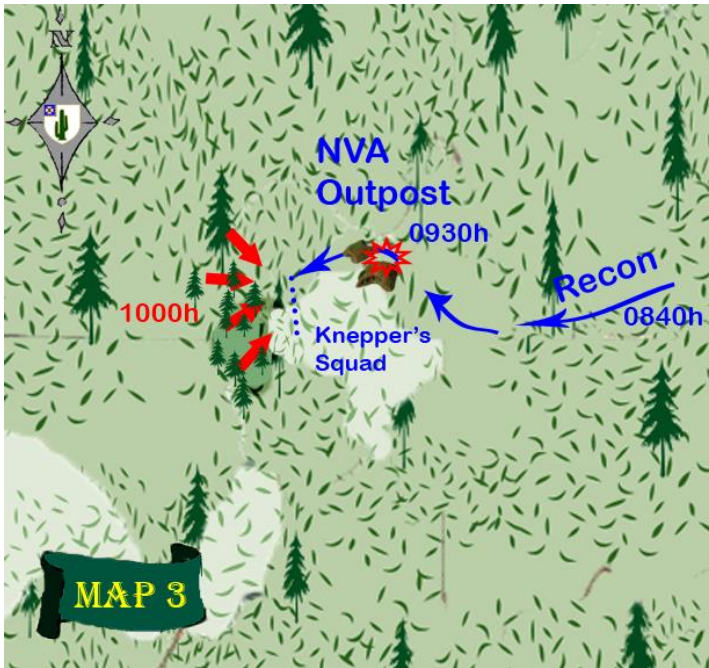 N
NVA
Outpost
0930h
Recon
0840h
1000h
Knepper's
Squad
MAP 3